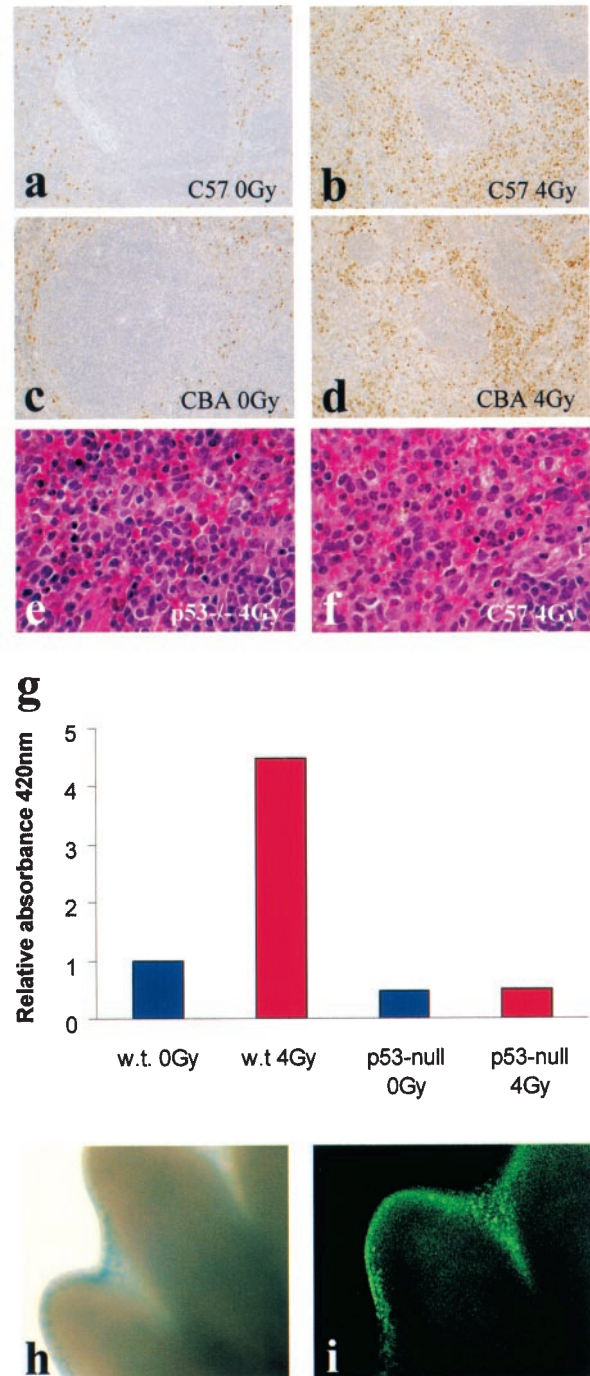 a
C57 0Gy
b
C57 4Gy
c
CBA 0Gy
d
CBA 4Gy
e
p53-/- 4Gy
f
C57 4Gy
g
Relative absorbance 420nm
5
4
3
2
1
0
w.t. 0Gy
w.t 4Gy
p53-null
0Gy
p53-null
4Gy
h
i